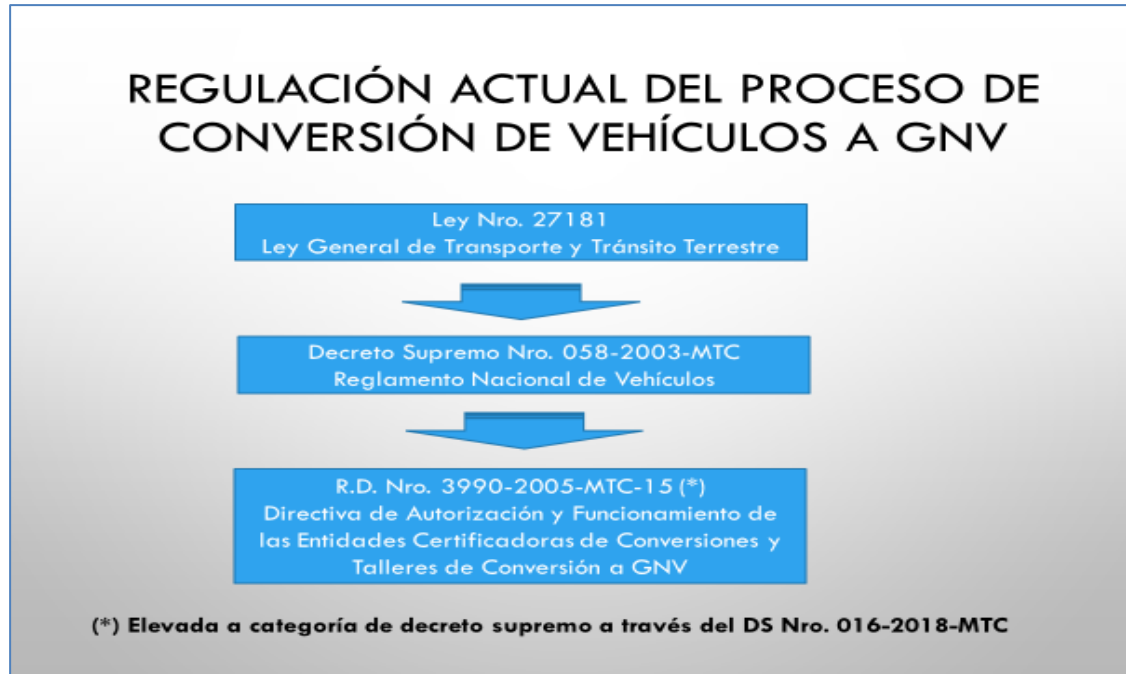 REGULACIÓN ACTUAL DEL PROCESO DE
CONVERSIÓN DE VEHÍCULOS A GNV
Ley Nro. 27181
Ley General de Transporte y Tránsito Terrestre
Decreto Supremo Nro. 058-2003-MTC
Reglamento Nacional de Vehículos
R.D. Nro. 3990-2005-MTC-15 (*)
Directiva de Autorización y Funcionamiento de
las Entidades Certificadoras de Conversiones y
Talleres de Conversión a GNV
(*) Elevada a categoría de decreto supremo a través del DS Nro. 016-2018-MTC